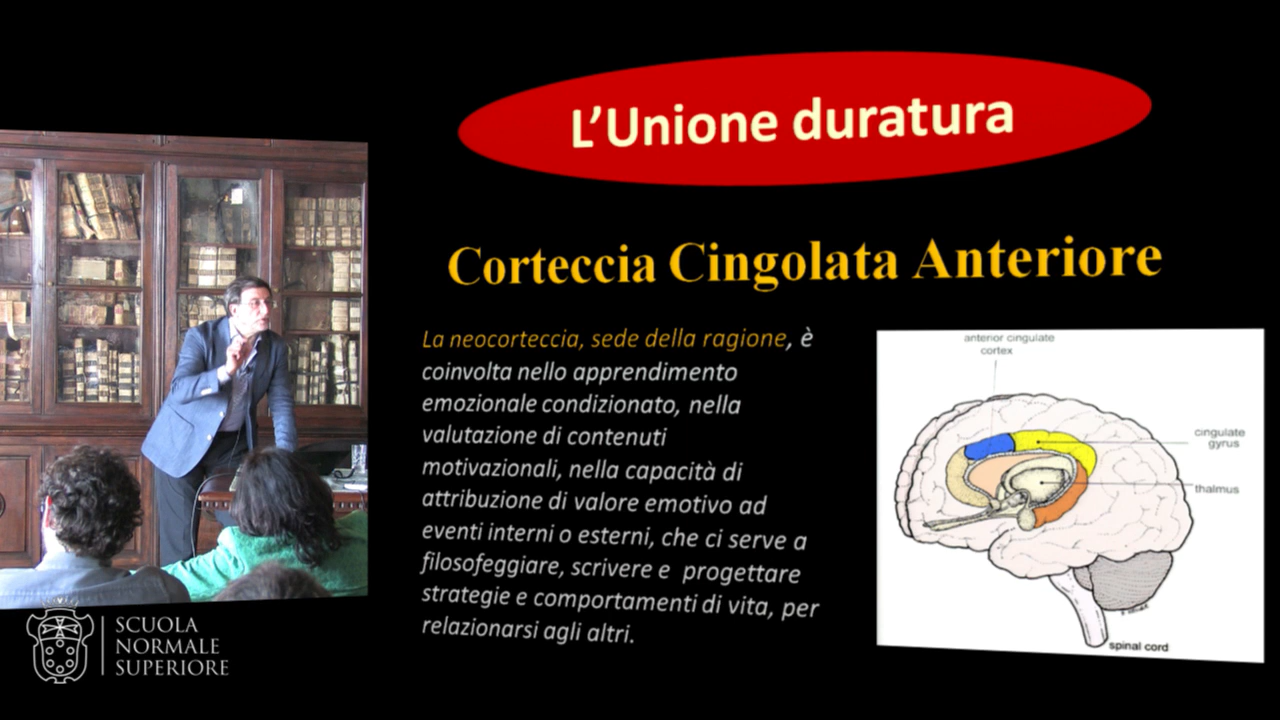 L'Unione duratura
Corteccia Cingolata Anteriore
La neocorteccia, sede della ragione, è
coinvolta nello apprendimento
emozionale condizionato, nella
valutazione di contenuti
motivazionali, nella capacità di
attribuzione di valore emotivo ad
eventi interni o esterni, che ci serve a
filosofeggiare, scrivere e progettare
strategie e comportamenti di vita, per
relazionarsi agli altri.
anterior cingulate
cortex
cingulate
gyrus
thalmus
spinal cord
SCUOLA
NORMALE
SUPERIORE